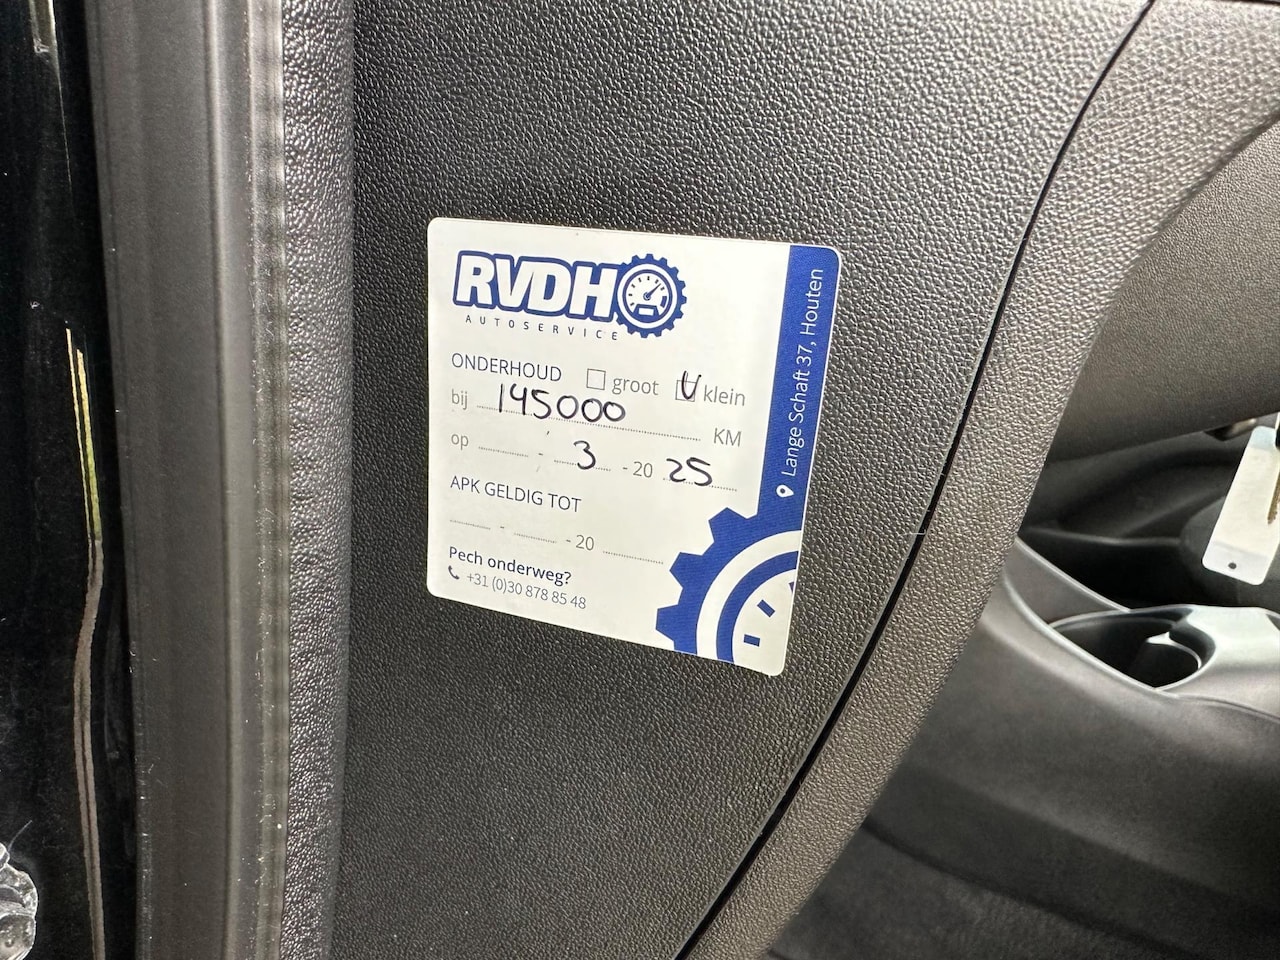 RVDH
AUTOSERVICE
ONDERHOUD groot klein
bij 145000 KM
op - 3 - 20 25
APK GELDIG TOT
- - 20
Pech onderweg?
+31 (0)30 878 85 48
Lange Schaft 37, Houten